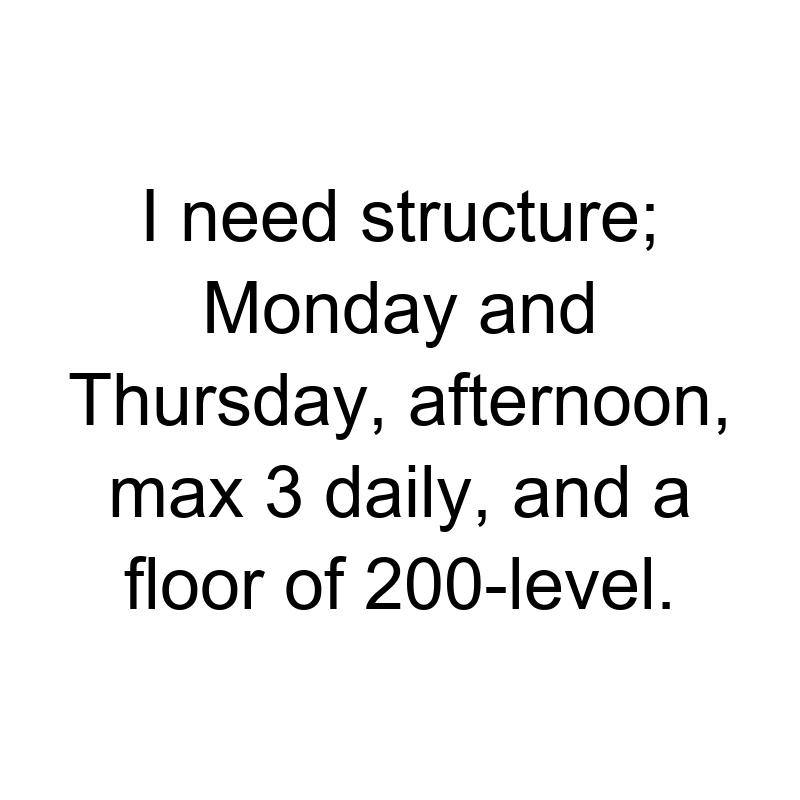 I need structure;
Monday and
Thursday, afternoon,
max 3 daily, and a
floor of 200-level.